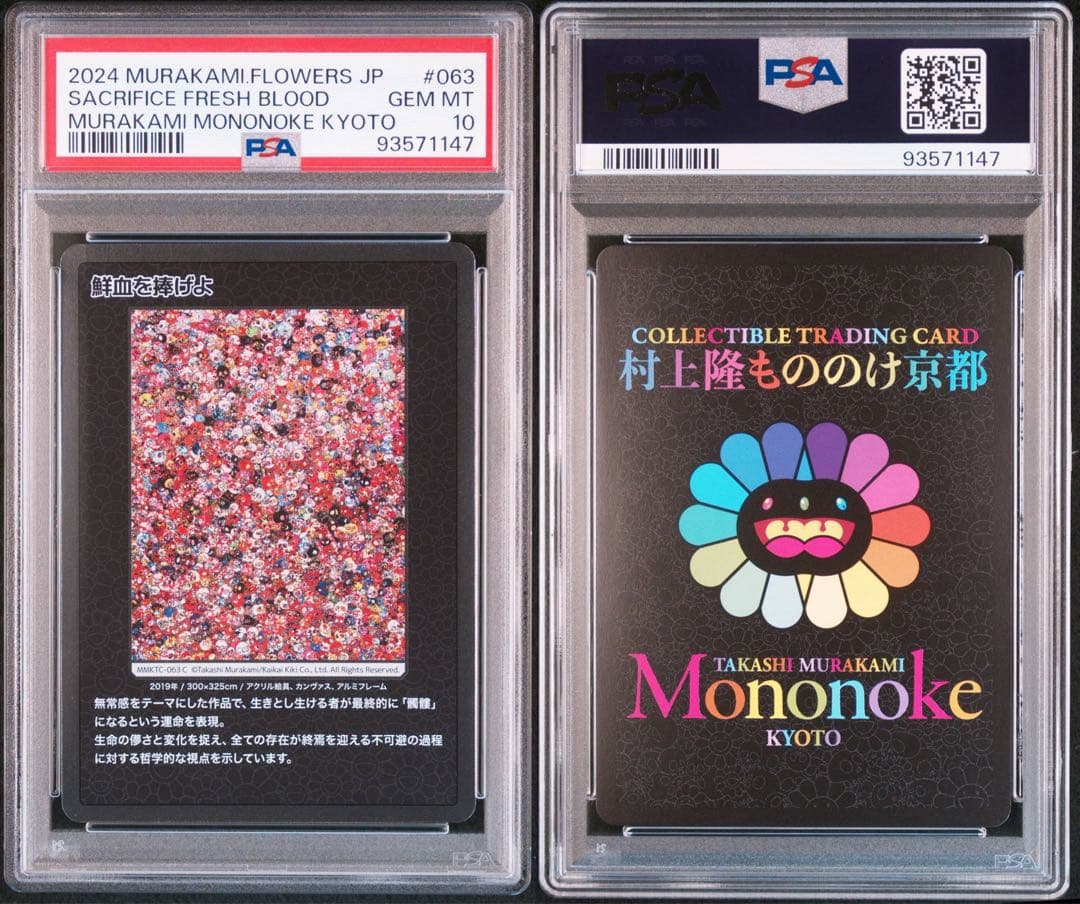 2024 MURAKAMI.FLOWERS JP #063
SACRIFICE FRESH BLOOD GEM MT
MURAKAMI MONONOKE KYOTO 10
PSA 93571147
鮮血を捧げよ
MMKTC-063 C ©Takashi Murakami/Kaikai Kiki Co., Ltd. All Rights Reserved.
2019年 / 300×325cm / アクリル絵具、カンヴァス、アルミフレーム
無常感をテーマにした作品で、生きとし生ける者が最終的に「髑髏」
になるという運命を表現。
生命の儚さと変化を捉え、全ての存在が終焉を迎える不可避の過程
に対する哲学的な視点を示しています。
PSA
PSA
PSA
93571147
COLLECTIBLE TRADING CARD
村上隆もののけ京都
TAKASHI MURAKAMI
Mononoke
KYOTO
PSA